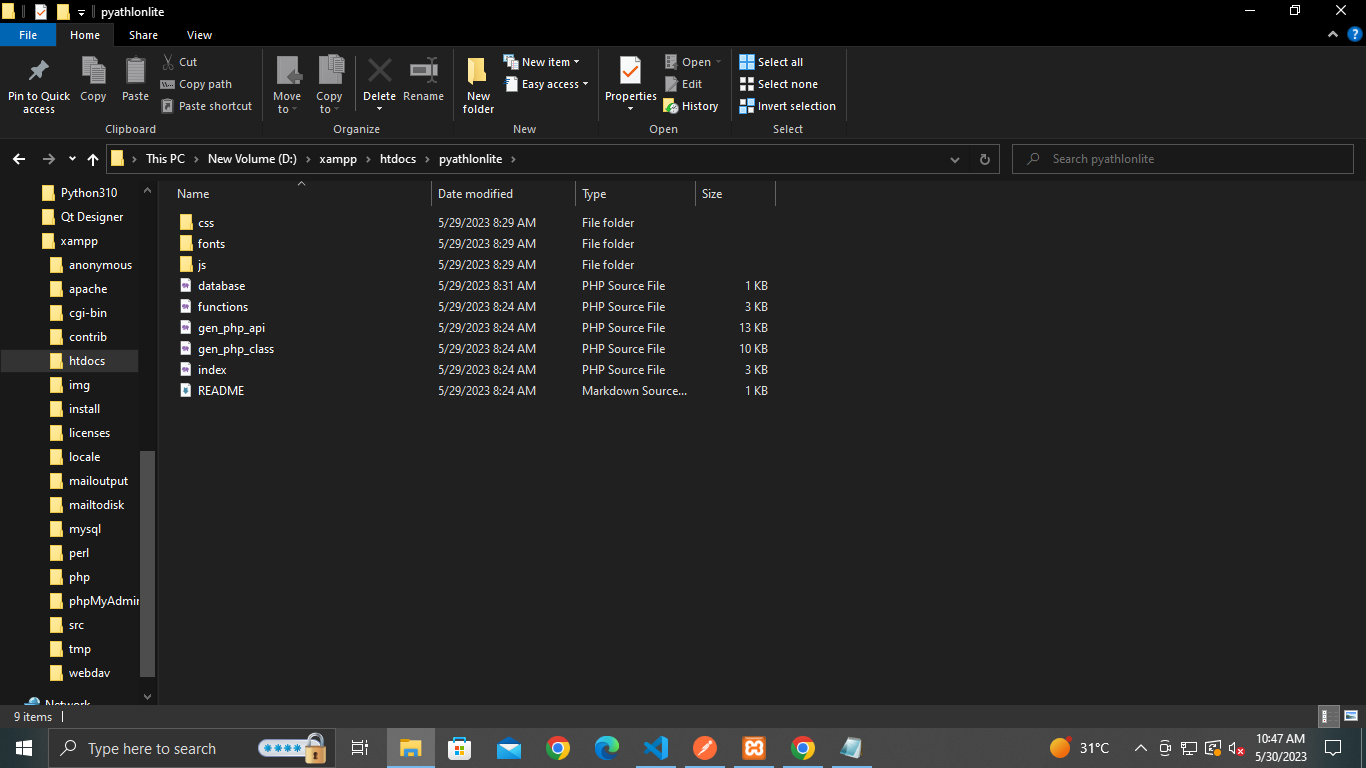 pyathlonlite
File Home Share View
Pin to Quick access
Copy
Paste
Cut
Copy path
Paste shortcut
Clipboard
Move to
Copy to
Delete
Rename
Organize
New folder
New item
Easy access
New
Properties
Open
Edit
History
Open
Select all
Select none
Invert selection
Select
This PC New Volume (D:) xampp htdocs pyathlonlite
Search pyathlonlite
Python310
Qt Designer
xampp
anonymous
apache
cgi-bin
contrib
htdocs
img
install
licenses
locale
mailoutput
mailtodisk
mysql
perl
php
phpMyAdmin
src
tmp
webdav
Network
Name Date modified Type Size
css 5/29/2023 8:29 AM File folder
fonts 5/29/2023 8:29 AM File folder
js 5/29/2023 8:29 AM File folder
database 5/29/2023 8:31 AM PHP Source File 1 KB
functions 5/29/2023 8:24 AM PHP Source File 3 KB
gen_php_api 5/29/2023 8:24 AM PHP Source File 13 KB
gen_php_class 5/29/2023 8:24 AM PHP Source File 10 KB
index 5/29/2023 8:24 AM PHP Source File 3 KB
README 5/29/2023 8:24 AM Markdown Source... 1 KB
9 items
Type here to search
31°C
10:47 AM
5/30/2023